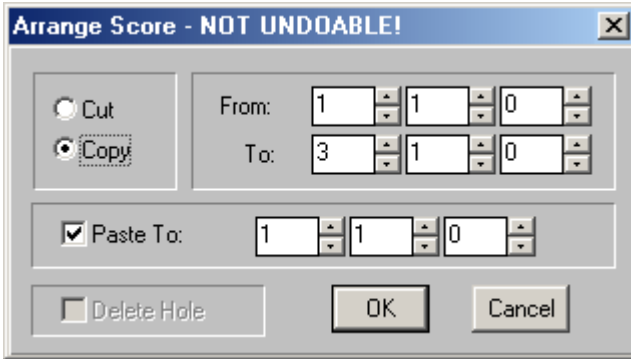 Arrange Score - NOT UNDOABLE!
Cut
From: 1 1 0
Copy
To: 3 1 0
Paste To: 1 1 0
Delete Hole
OK Cancel